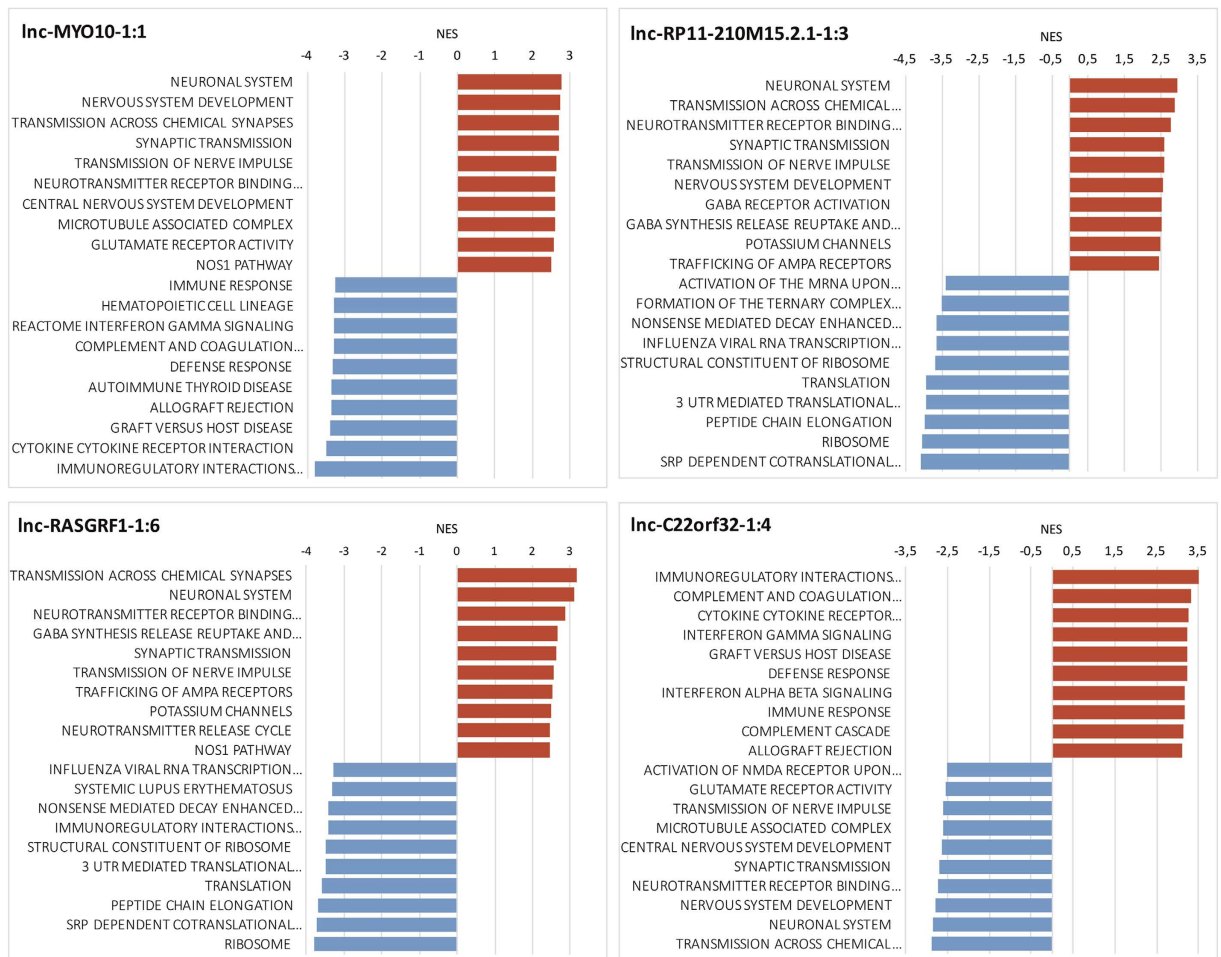 lnc-MYO10-1:1
NES
-4 -3 -2 -1 0 1 2 3
NEURONAL SYSTEM
NERVOUS SYSTEM DEVELOPMENT
TRANSMISSION ACROSS CHEMICAL SYNAPSES
SYNAPTIC TRANSMISSION
TRANSMISSION OF NERVE IMPULSE
NEUROTRANSMITTER RECEPTOR BINDING...
CENTRAL NERVOUS SYSTEM DEVELOPMENT
MICROTUBULE ASSOCIATED COMPLEX
GLUTAMATE RECEPTOR ACTIVITY
NOS1 PATHWAY
IMMUNE RESPONSE
HEMATOPOIETIC CELL LINEAGE
REACTOME INTERFERON GAMMA SIGNALING
COMPLEMENT AND COAGULATION...
DEFENSE RESPONSE
AUTOIMMUNE THYROID DISEASE
ALLOGRAFT REJECTION
GRAFT VERSUS HOST DISEASE
CYTOKINE CYTOKINE RECEPTOR INTERACTION
IMMUNOREGULATORY INTERACTIONS...
lnc-RP11-210M15.2.1-1:3
NES
-4,5 -3,5 -2,5 -1,5 -0,5 0,5 1,5 2,5 3,5
NEURONAL SYSTEM
TRANSMISSION ACROSS CHEMICAL...
NEUROTRANSMITTER RECEPTOR BINDING...
SYNAPTIC TRANSMISSION
TRANSMISSION OF NERVE IMPULSE
NERVOUS SYSTEM DEVELOPMENT
GABA RECEPTOR ACTIVATION
GABA SYNTHESIS RELEASE REUPTAKE AND...
POTASSIUM CHANNELS
TRAFFICKING OF AMPA RECEPTORS
ACTIVATION OF THE MRNA UPON...
FORMATION OF THE TERNARY COMPLEX...
NONSENSE MEDIATED DECAY ENHANCED...
INFLUENZA VIRAL RNA TRANSCRIPTION...
STRUCTURAL CONSTITUENT OF RIBOSOME
TRANSLATION
3 UTR MEDIATED TRANSLATIONAL...
PEPTIDE CHAIN ELONGATION
RIBOSOME
SRP DEPENDENT COTRANSLATIONAL...
lnc-RASGRF1-1:6
NES
-4 -3 -2 -1 0 1 2 3
TRANSMISSION ACROSS CHEMICAL SYNAPSES
NEURONAL SYSTEM
NEUROTRANSMITTER RECEPTOR BINDING...
GABA SYNTHESIS RELEASE REUPTAKE AND...
SYNAPTIC TRANSMISSION
TRANSMISSION OF NERVE IMPULSE
TRAFFICKING OF AMPA RECEPTORS
POTASSIUM CHANNELS
NEUROTRANSMITTER RELEASE CYCLE
NOS1 PATHWAY
INFLUENZA VIRAL RNA TRANSCRIPTION...
SYSTEMIC LUPUS ERYTHEMATOSUS
NONSENSE MEDIATED DECAY ENHANCED...
IMMUNOREGULATORY INTERACTIONS...
STRUCTURAL CONSTITUENT OF RIBOSOME
3 UTR MEDIATED TRANSLATIONAL...
TRANSLATION
PEPTIDE CHAIN ELONGATION
SRP DEPENDENT COTRANSLATIONAL...
RIBOSOME
lnc-C22orf32-1:4
NES
-3,5 -2,5 -1,5 -0,5 0,5 1,5 2,5 3,5
IMMUNOREGULATORY INTERACTIONS...
COMPLEMENT AND COAGULATION...
CYTOKINE CYTOKINE RECEPTOR...
INTERFERON GAMMA SIGNALING
GRAFT VERSUS HOST DISEASE
DEFENSE RESPONSE
INTERFERON ALPHA BETA SIGNALING
IMMUNE RESPONSE
COMPLEMENT CASCADE
ALLOGRAFT REJECTION
ACTIVATION OF NMDA RECEPTOR UPON...
GLUTAMATE RECEPTOR ACTIVITY
TRANSMISSION OF NERVE IMPULSE
MICROTUBULE ASSOCIATED COMPLEX
CENTRAL NERVOUS SYSTEM DEVELOPMENT
SYNAPTIC TRANSMISSION
NEUROTRANSMITTER RECEPTOR BINDING...
NERVOUS SYSTEM DEVELOPMENT
NEURONAL SYSTEM
TRANSMISSION ACROSS CHEMICAL...